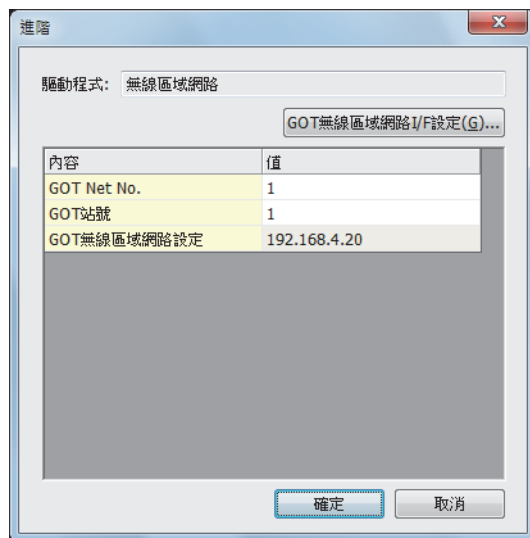 進階
驅動程式: 無線區域網路
GOT無線區域網路I/F設定(G)...
內容 值
GOT Net No. 1
GOT站號 1
GOT無線區域網路設定 192.168.4.20
確定 取消